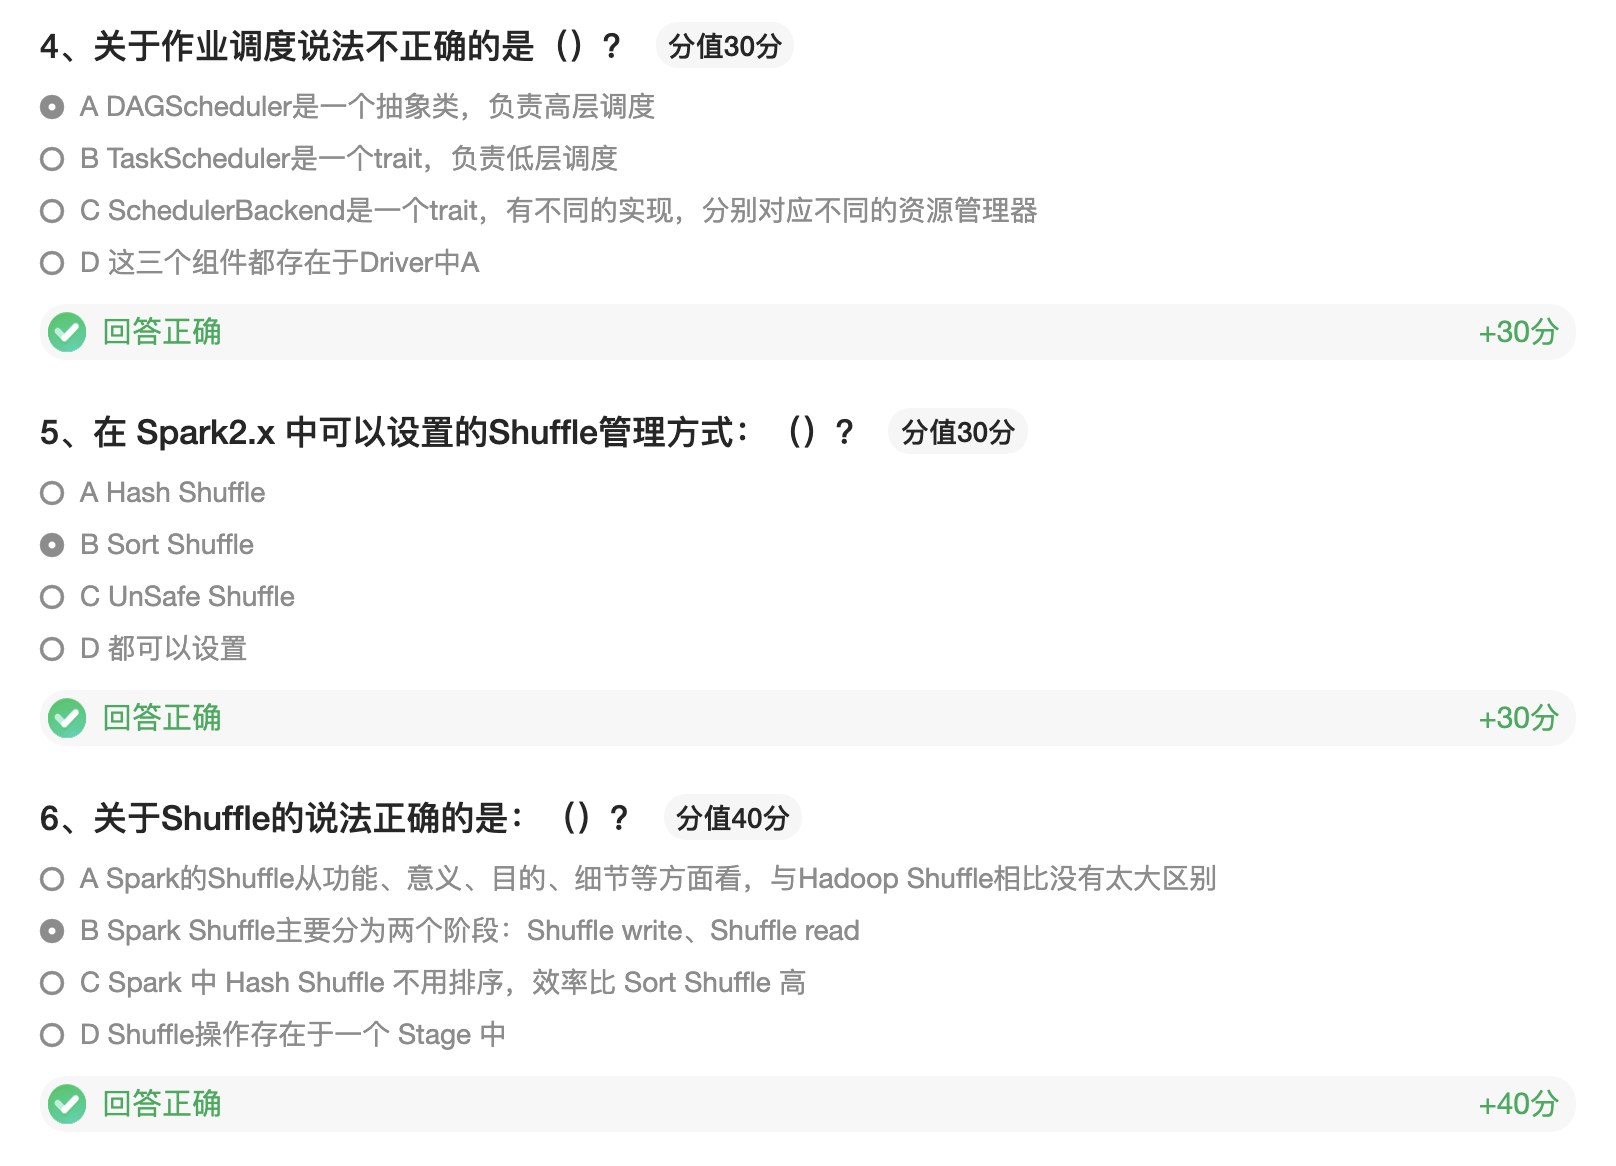 4、关于作业调度说法不正确的是（）？ 分值30分
A DAGScheduler是一个抽象类，负责高层调度
B TaskScheduler是一个trait，负责低层调度
C SchedulerBackend是一个trait，有不同的实现，分别对应不同的资源管理器
D 这三个组件都存在于Driver中A
回答正确 +30分
5、在 Spark2.x 中可以设置的Shuffle管理方式：（）？ 分值30分
A Hash Shuffle
B Sort Shuffle
C UnSafe Shuffle
D 都可以设置
回答正确 +30分
6、关于Shuffle的说法正确的是：（）？ 分值40分
A Spark的Shuffle从功能、意义、目的、细节等方面看，与Hadoop Shuffle相比没有太大区别
B Spark Shuffle主要分为两个阶段：Shuffle write、Shuffle read
C Spark 中 Hash Shuffle 不用排序，效率比 Sort Shuffle 高
D Shuffle操作存在于一个 Stage 中
回答正确 +40分